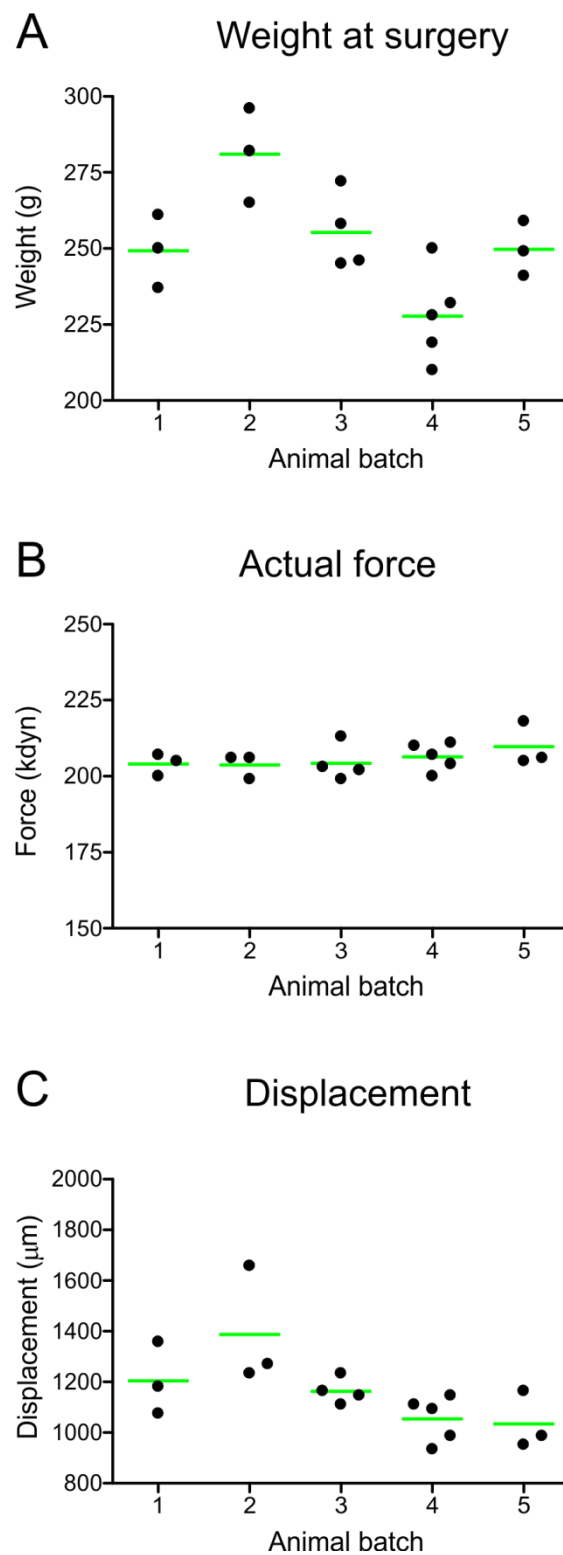 A Weight at surgery
300
275
250
225
200
Weight (g)
1 2 3 4 5
Animal batch
B Actual force
250
225
200
175
150
Force (kdyn)
1 2 3 4 5
Animal batch
C Displacement
2000
1800
1600
1400
1200
1000
800
Displacement (μm)
1 2 3 4 5
Animal batch